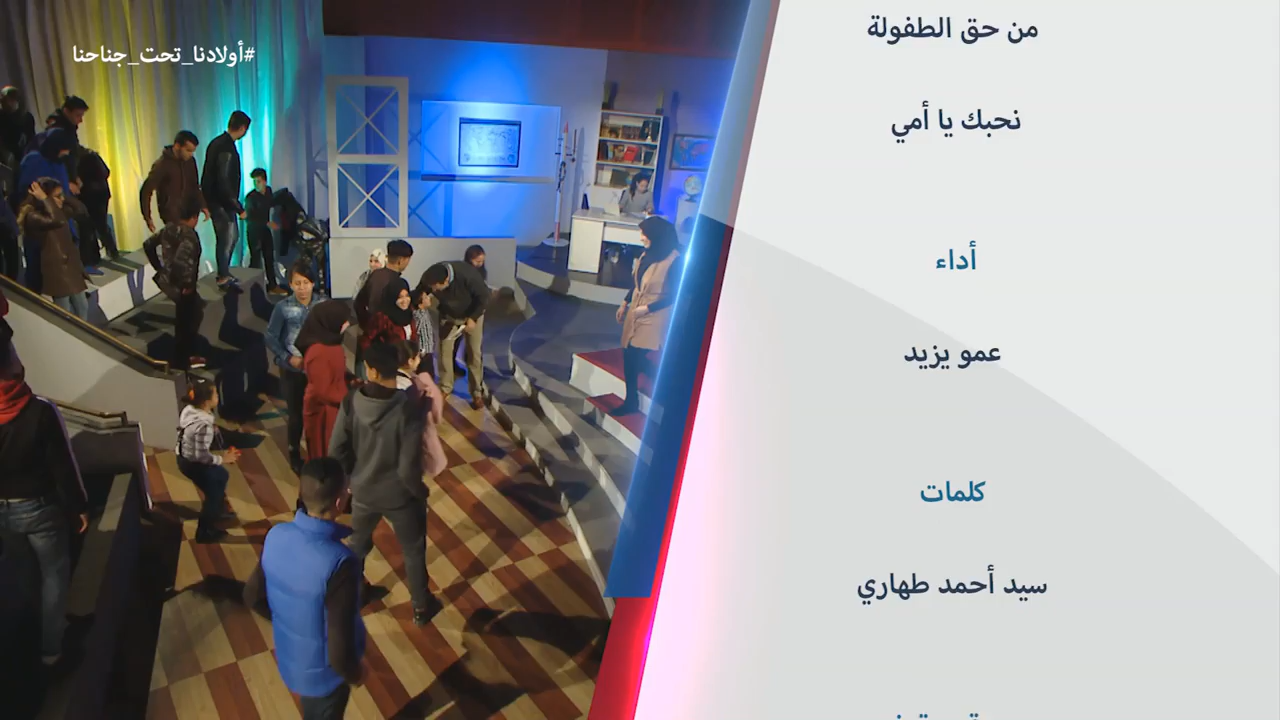 #أولادنا_تحت_جناحنا
من حق الطفولة
نحبك يا أمي
أداء
عمو يزيد
كلمات
سيد أحمد طهاري